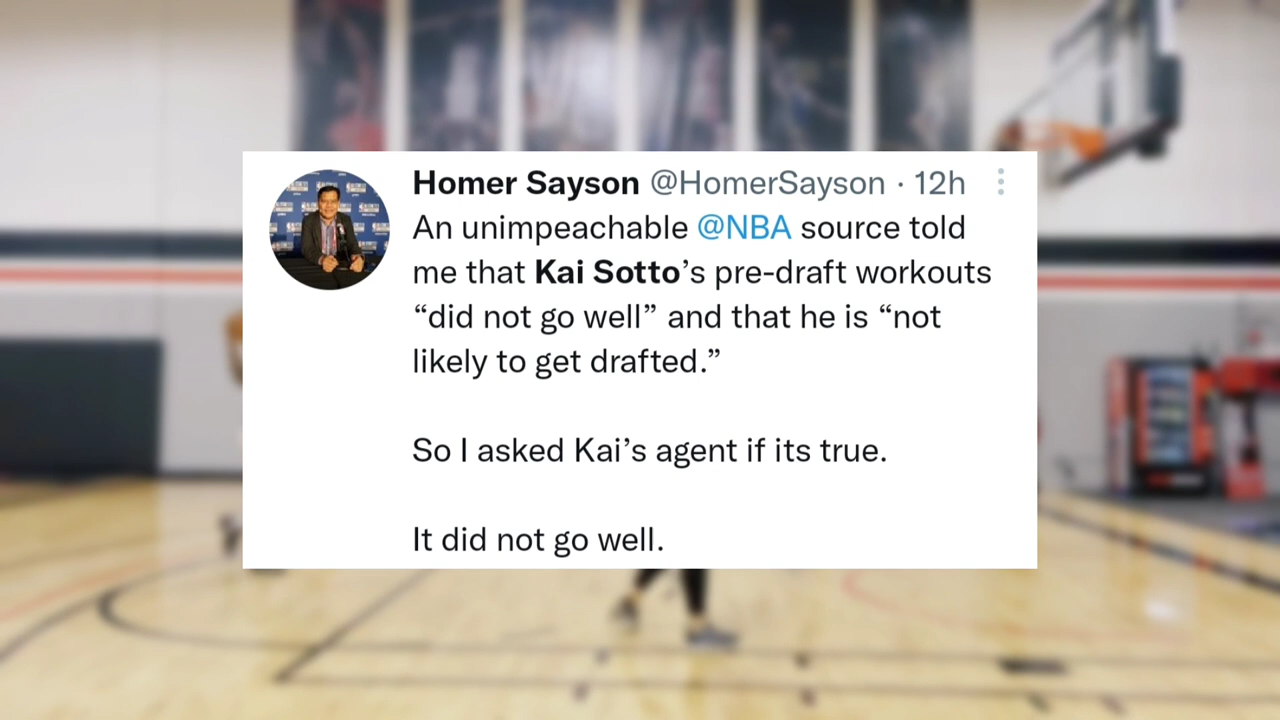 Homer Sayson @HomerSayson · 12h
An unimpeachable @NBA source told
me that Kai Sotto’s pre-draft workouts
“did not go well” and that he is “not
likely to get drafted.”
So I asked Kai’s agent if its true.
It did not go well.